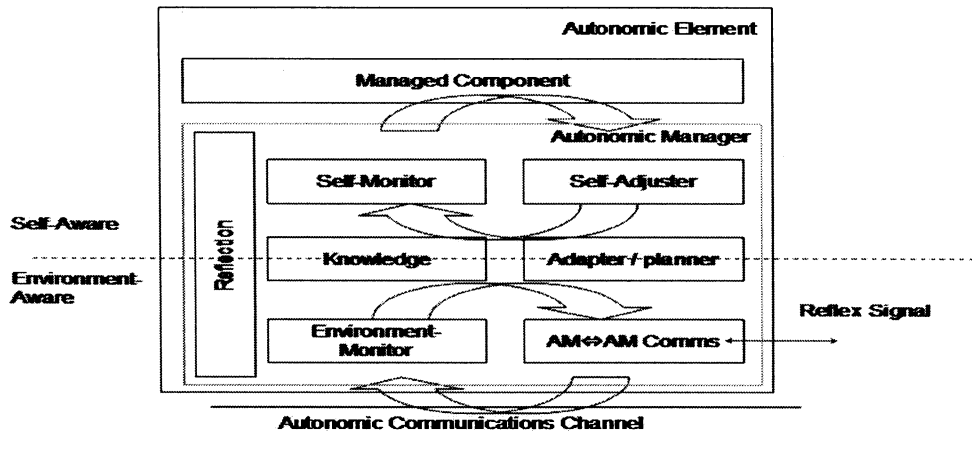 Autonomic Element
Managed Component
Autonomic Manager
Self-Monitor
Self-Adjuster
Self-Aware
Reflection
Knowledge
Adapter / planner
Environment-
Aware
Reflex Signal
Environment-
Monitor
AM⇔AM Comms
Autonomic Communications Channel